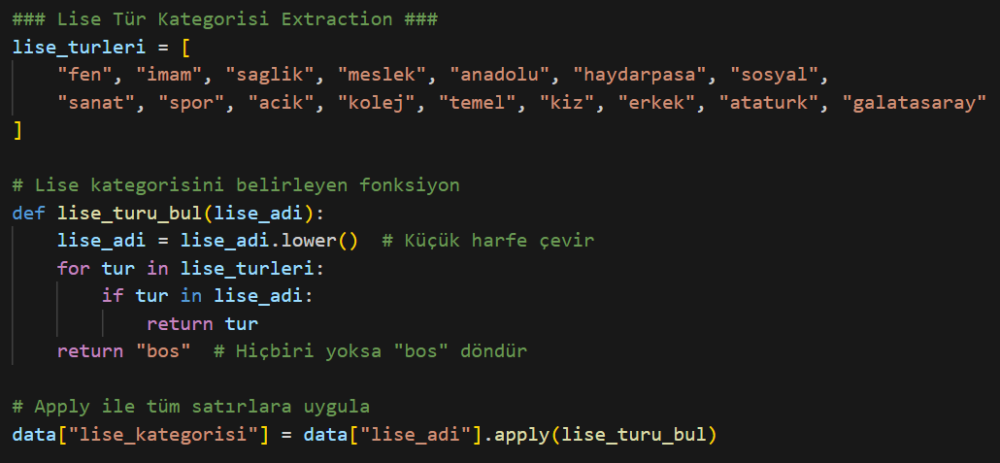 ### Lise Tür Kategorisi Extraction ###
lise_turleri = [
    "fen", "imam", "saglik", "meslek", "anadolu", "haydarpasa", "sosyal",
    "sanat", "spor", "acik", "kolej", "temel", "kiz", "erkek", "ataturk", "galatasaray"
]

# Lise kategorisini belirleyen fonksiyon
def lise_turu_bul(lise_adi):
    lise_adi = lise_adi.lower()  # Küçük harfe çevir
    for tur in lise_turleri:
        if tur in lise_adi:
            return tur
    return "bos"  # Hiçbiri yoksa "bos" döndür

# Apply ile tüm satırlara uygula
data["lise_kategorisi"] = data["lise_adi"].apply(lise_turu_bul)